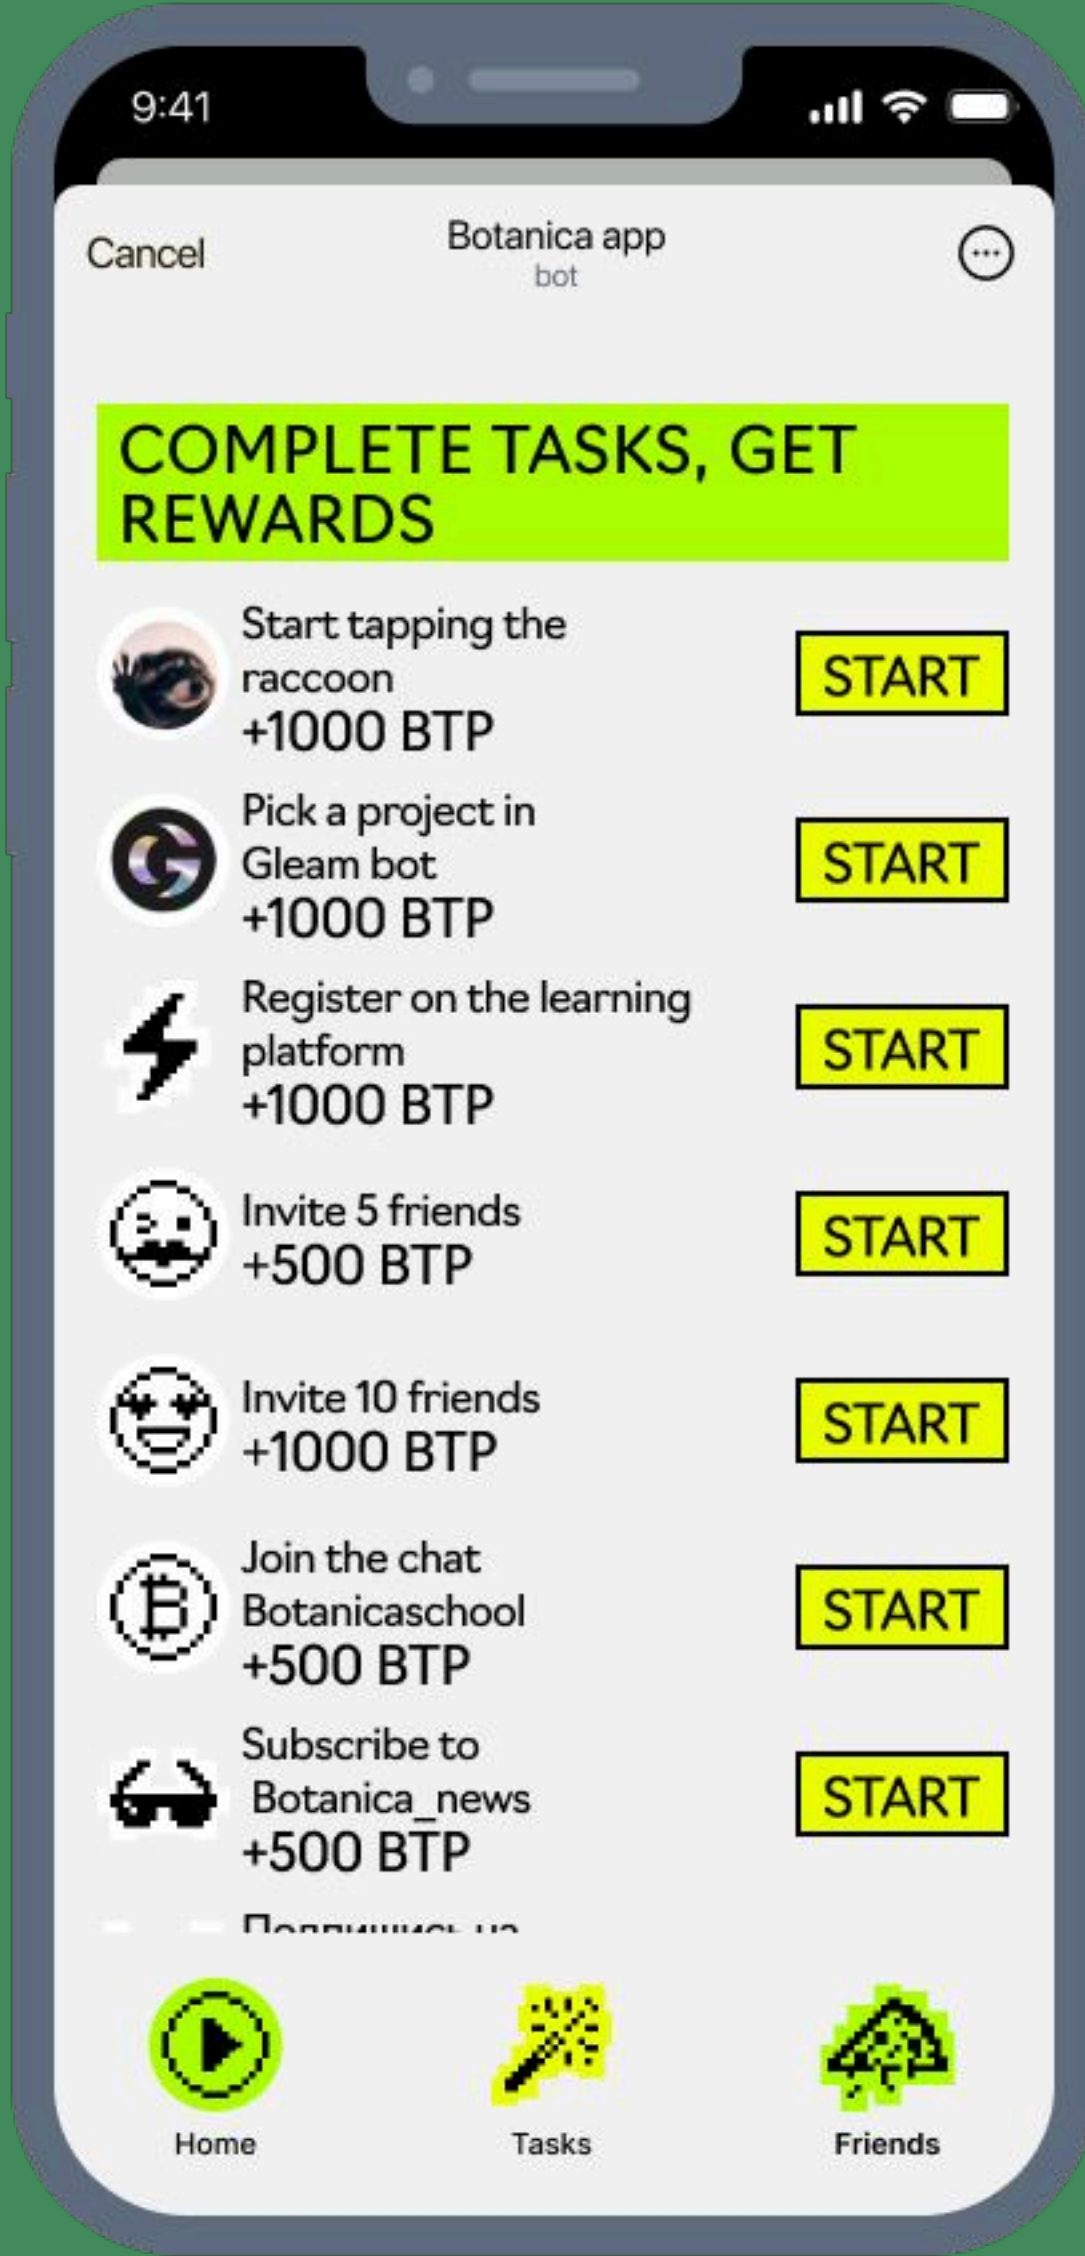 9:41
Cancel
Botanica app
bot
COMPLETE TASKS, GET
REWARDS
Start tapping the
raccoon
+1000 BTP
START
Pick a project in
Gleam bot
+1000 BTP
START
Register on the learning
platform
+1000 BTP
START
Invite 5 friends
+500 BTP
START
Invite 10 friends
+1000 BTP
START
Join the chat
Botanicaschool
+500 BTP
START
Subscribe to
Botanica_news
+500 BTP
START
Подпишись на
Home
Tasks
Friends